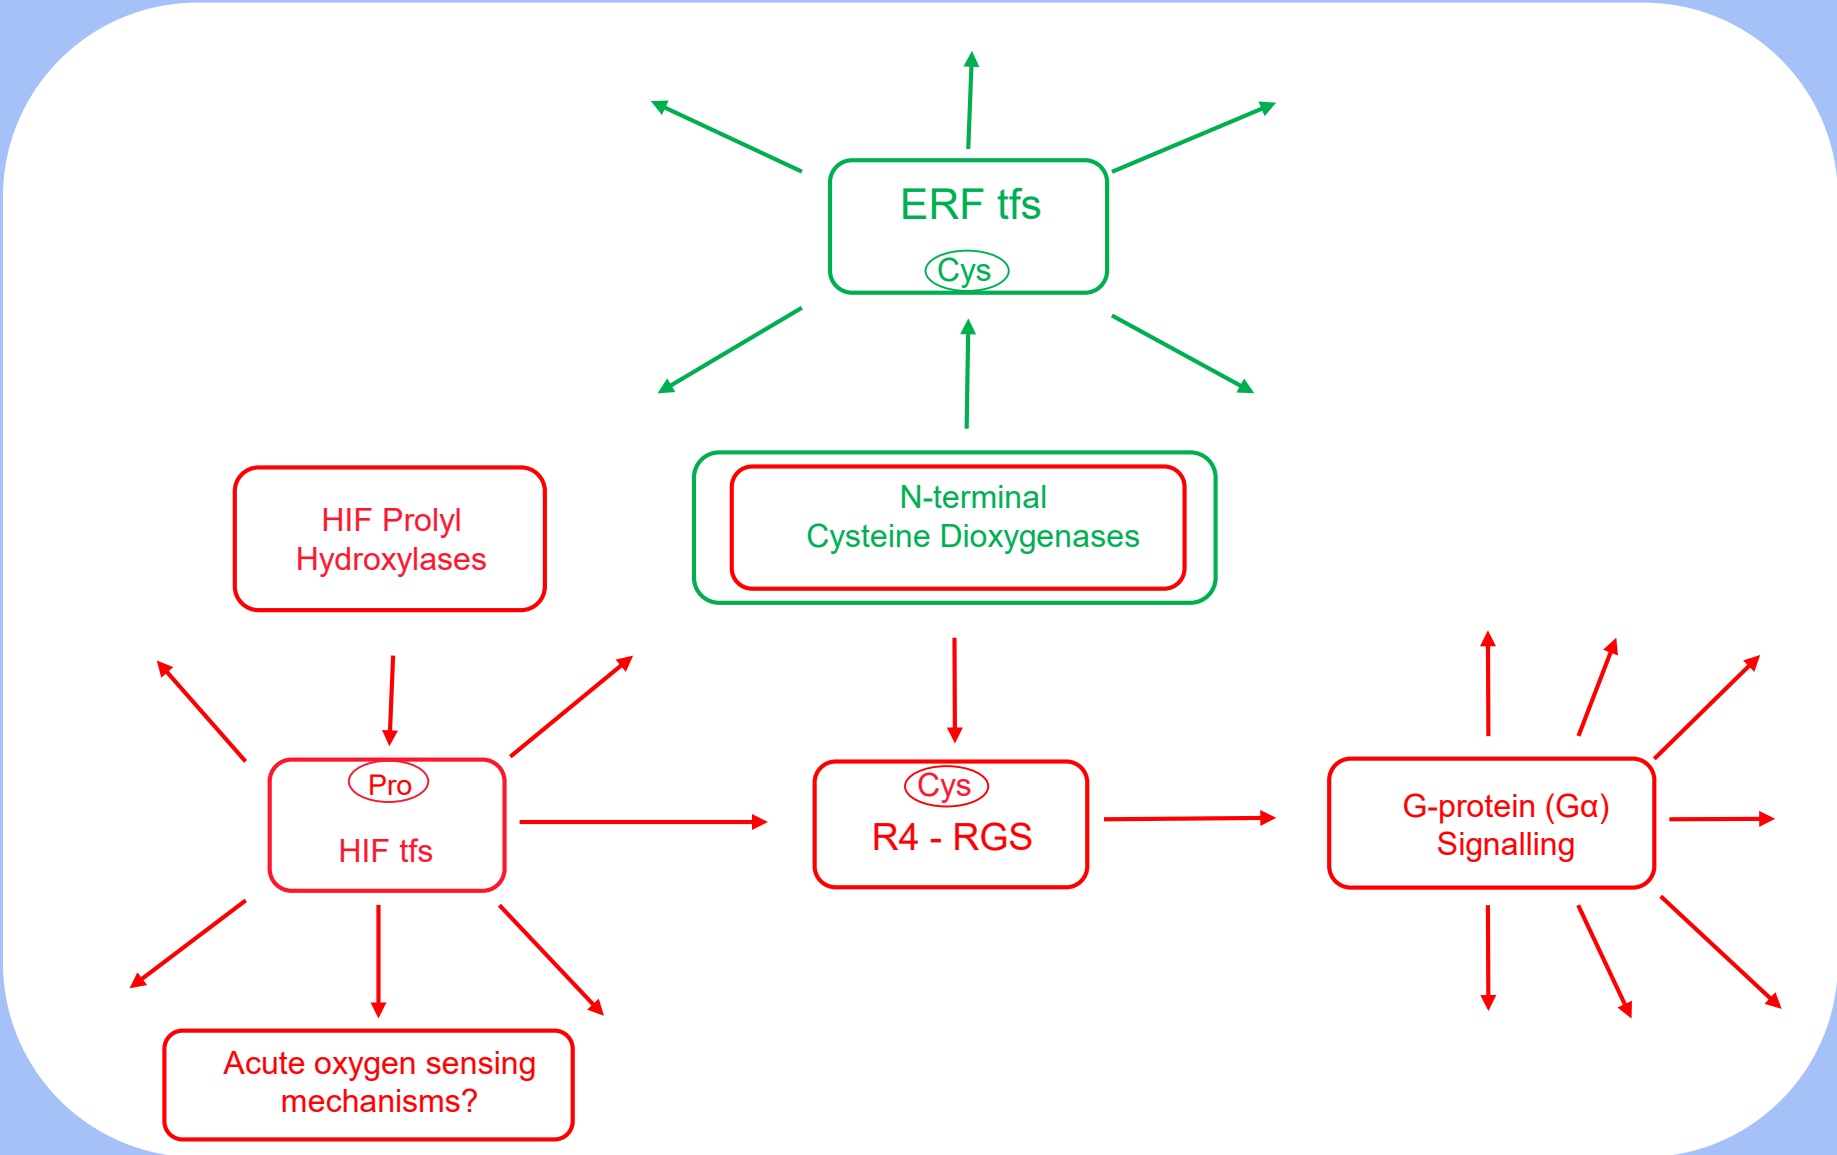 ERF tfs
Cys
N-terminal
Cysteine Dioxygenases
HIF Prolyl
Hydroxylases
Pro
HIF tfs
Cys
R4 - RGS
G-protein (Gα)
Signalling
Acute oxygen sensing
mechanisms?